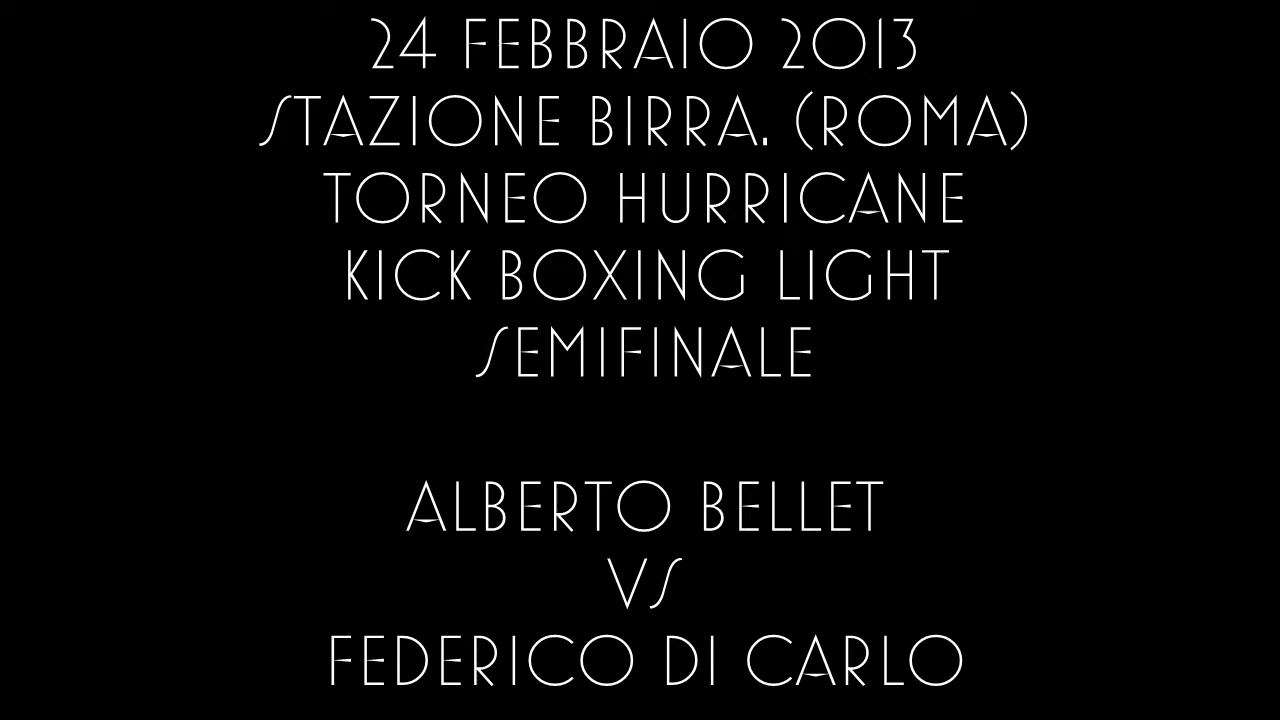 24 FEBBRAIO 2013
STAZIONE BIRRA. (ROMA)
TORNEO HURRICANE
KICK BOXING LIGHT
SEMIFINALE
ALBERTO BELLET
VS
FEDERICO DI CARLO